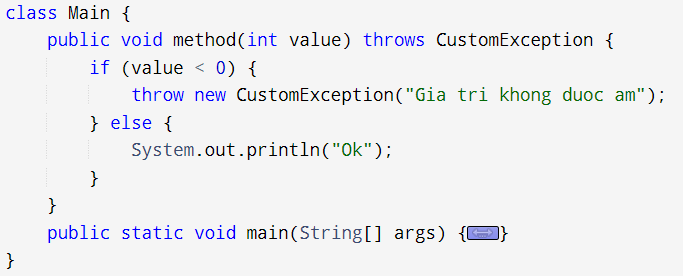 class Main {
public void method(int value) throws CustomException {
if (value < 0) {
throw new CustomException("Gia tri khong duoc am");
} else {
System.out.println("Ok");
}
}
public static void main(String[] args) {↔}
}